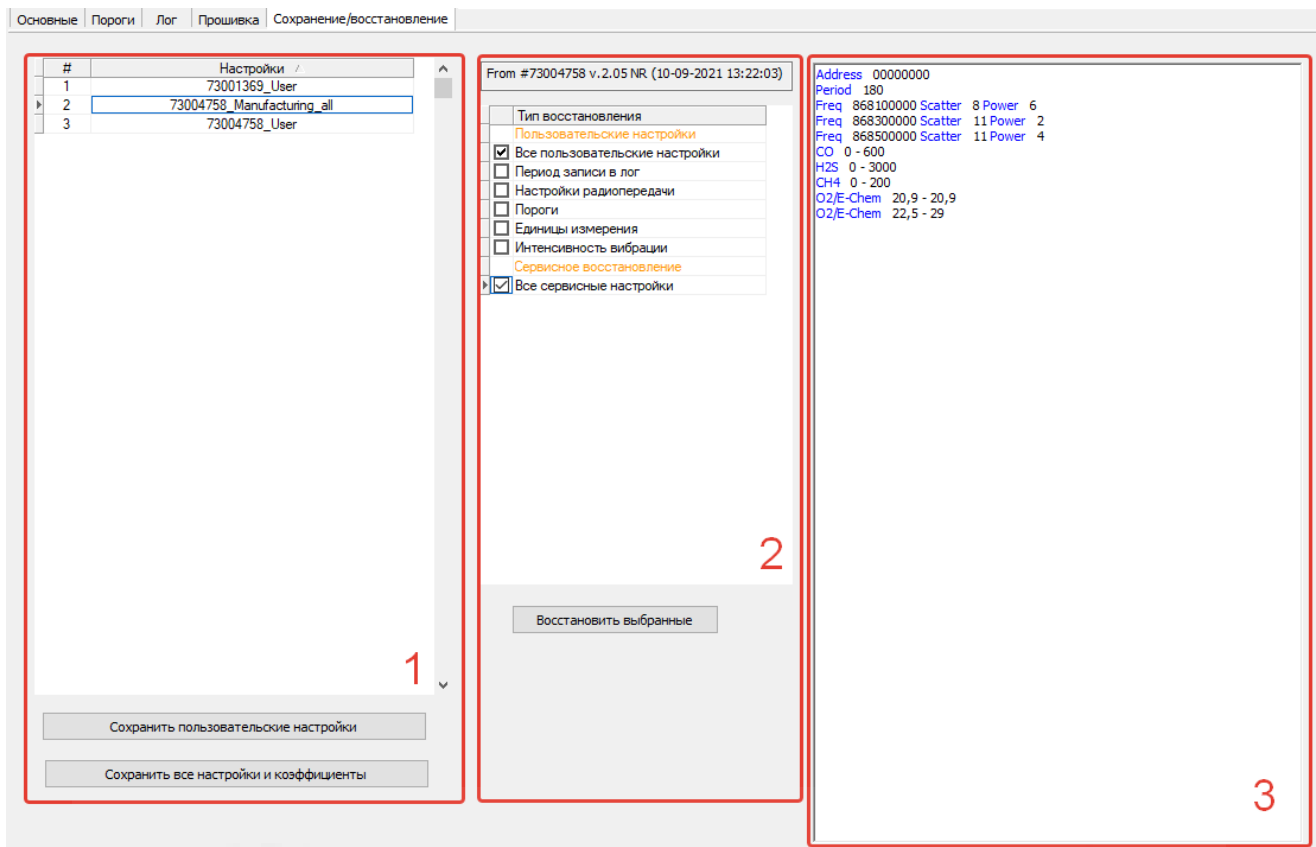 Основные Пороги Лог Прошивка Сохранение/восстановление
# Настройки
1 73001369_User
2 73004758_Manufacturing_all
3 73004758_User
1
Сохранить пользовательские настройки
Сохранить все настройки и коэффициенты
From #73004758 v.2.05 NR (10-09-2021 13:22:03)
Тип восстановления
Пользовательские настройки
Все пользовательские настройки
Период записи в лог
Настройки радиопередачи
Пороги
Единицы измерения
Интенсивность вибрации
Сервисное восстановление
Все сервисные настройки
2
Восстановить выбранные
Address 00000000
Period 180
Freq 868100000 Scatter 8 Power 6
Freq 868300000 Scatter 11 Power 2
Freq 868500000 Scatter 11 Power 4
CO 0 - 600
H2S 0 - 3000
CH4 0 - 200
O2/E-Chem 20,9 - 20,9
O2/E-Chem 22,5 - 29
3